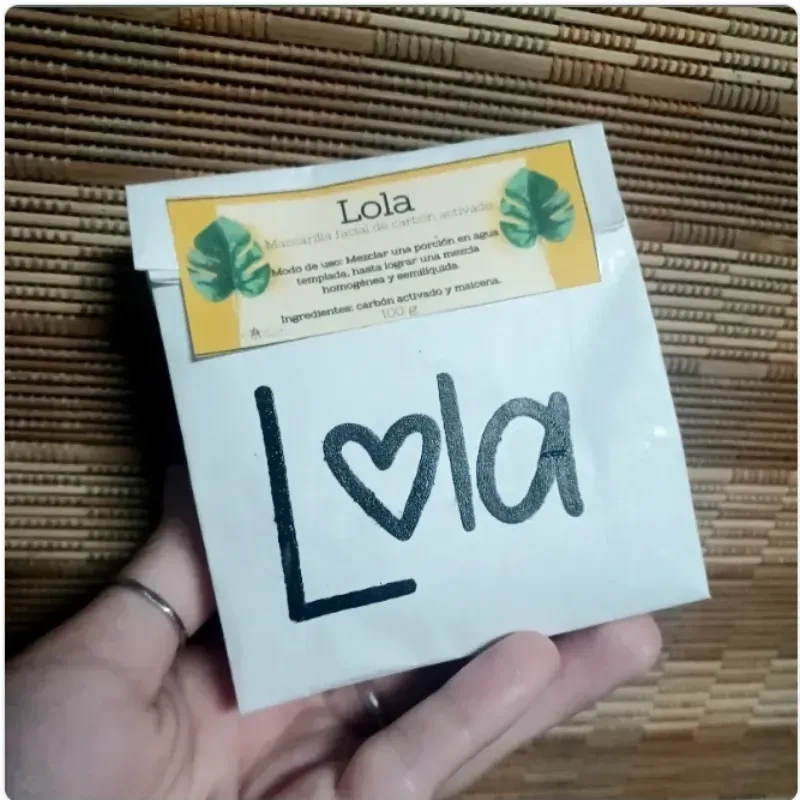 Lola
Mascarilla facial de carbón activado
Modo de uso: Mezclar una porción en agua
templada, hasta lograr una mezcla
homogénea y semilíquida.
Ingredientes: carbón activado y maicena.
100 g
Lola